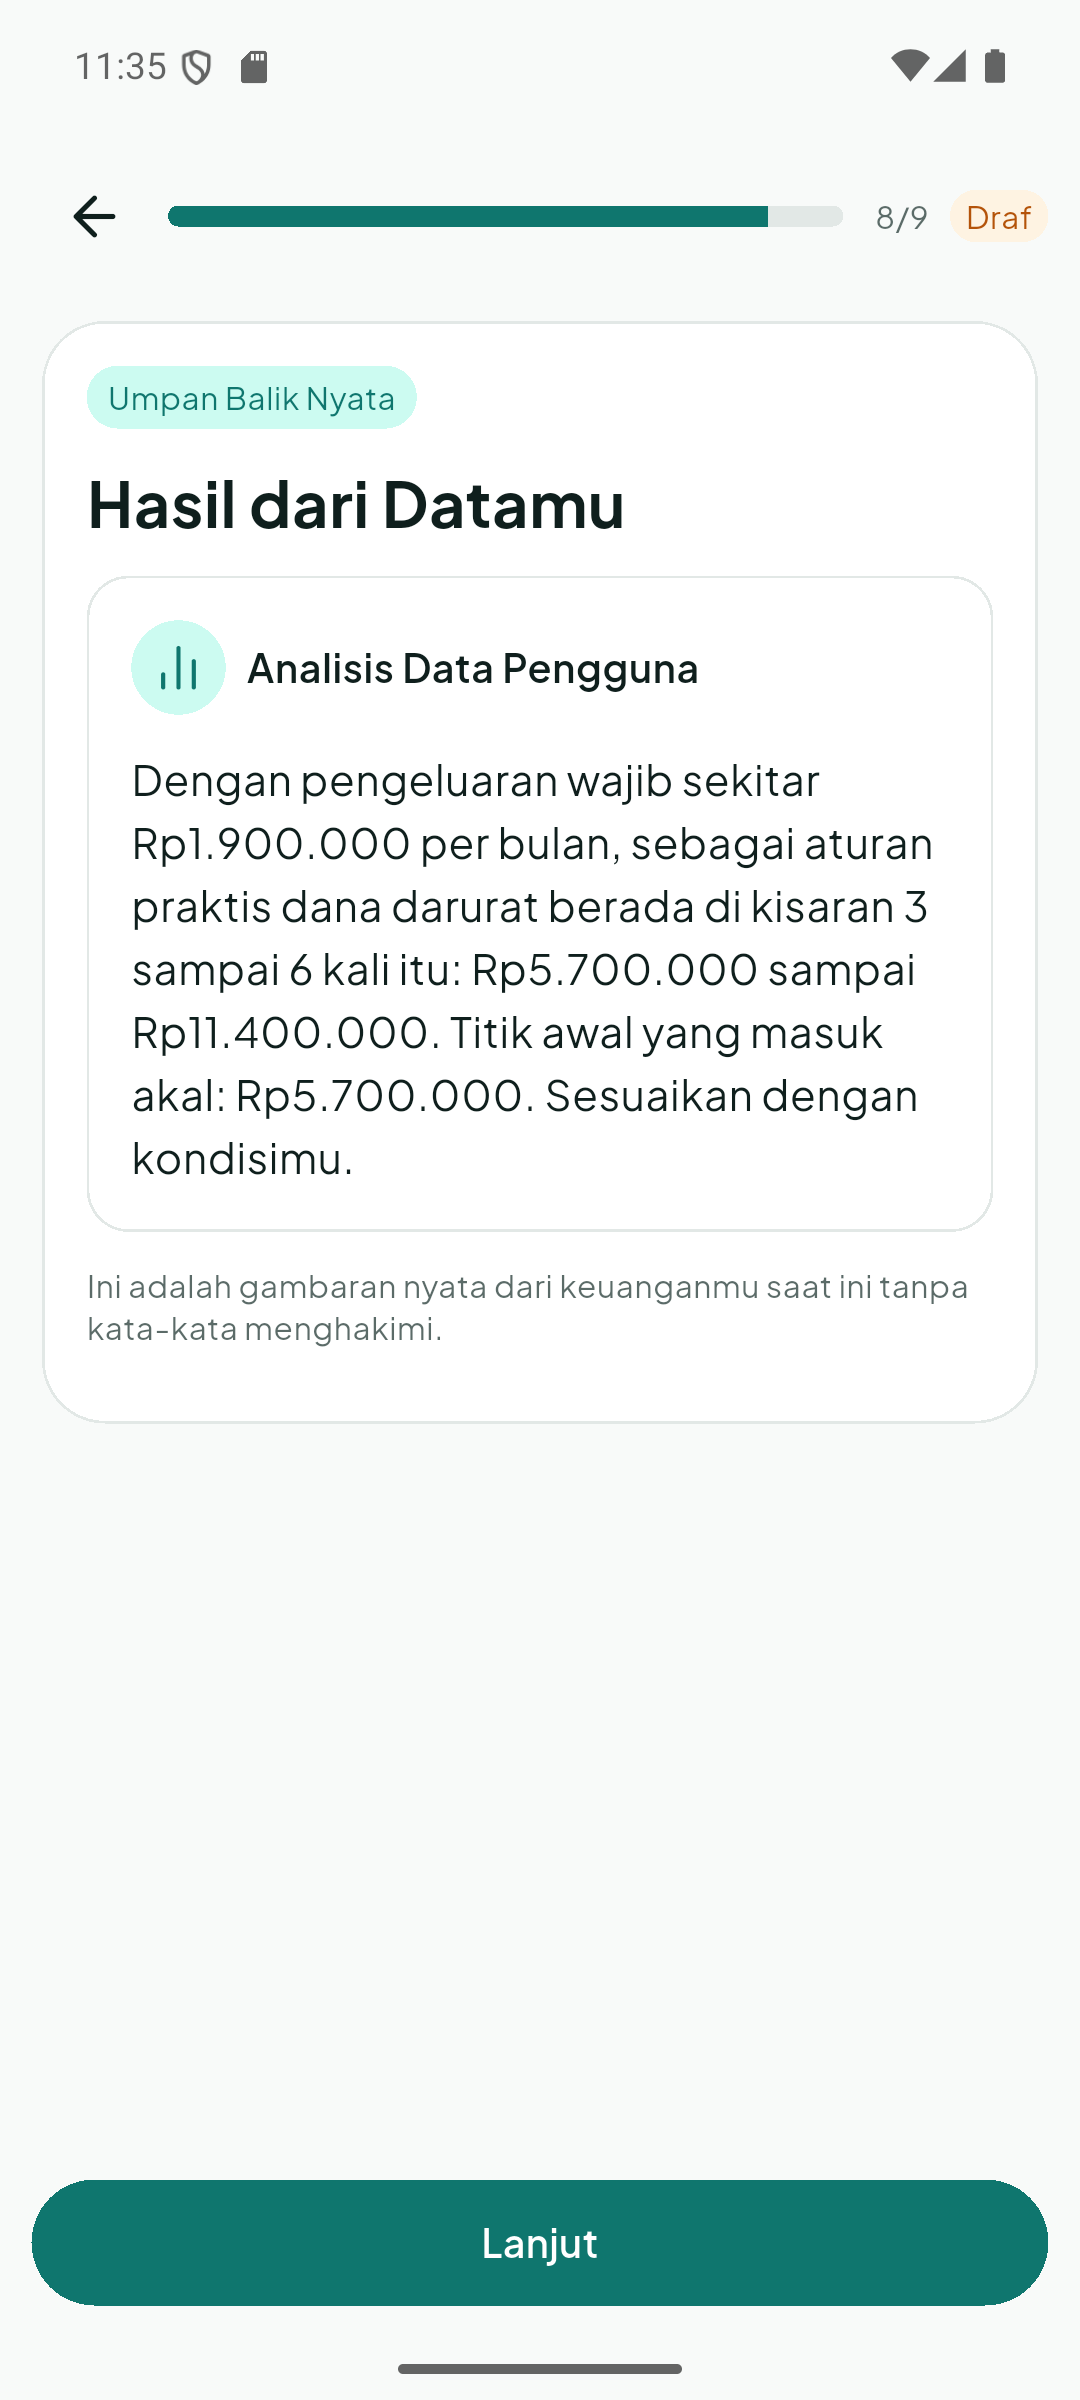 11:35
8/9
Draf
Umpan Balik Nyata
Hasil dari Datamu
Analisis Data Pengguna
Dengan pengeluaran wajib sekitar
Rp1.900.000 per bulan, sebagai aturan
praktis dana darurat berada di kisaran 3
sampai 6 kali itu: Rp5.700.000 sampai
Rp11.400.000. Titik awal yang masuk
akal: Rp5.700.000. Sesuaikan dengan
kondisimu.
Ini adalah gambaran nyata dari keuanganmu saat ini tanpa
kata-kata menghakimi.
Lanjut